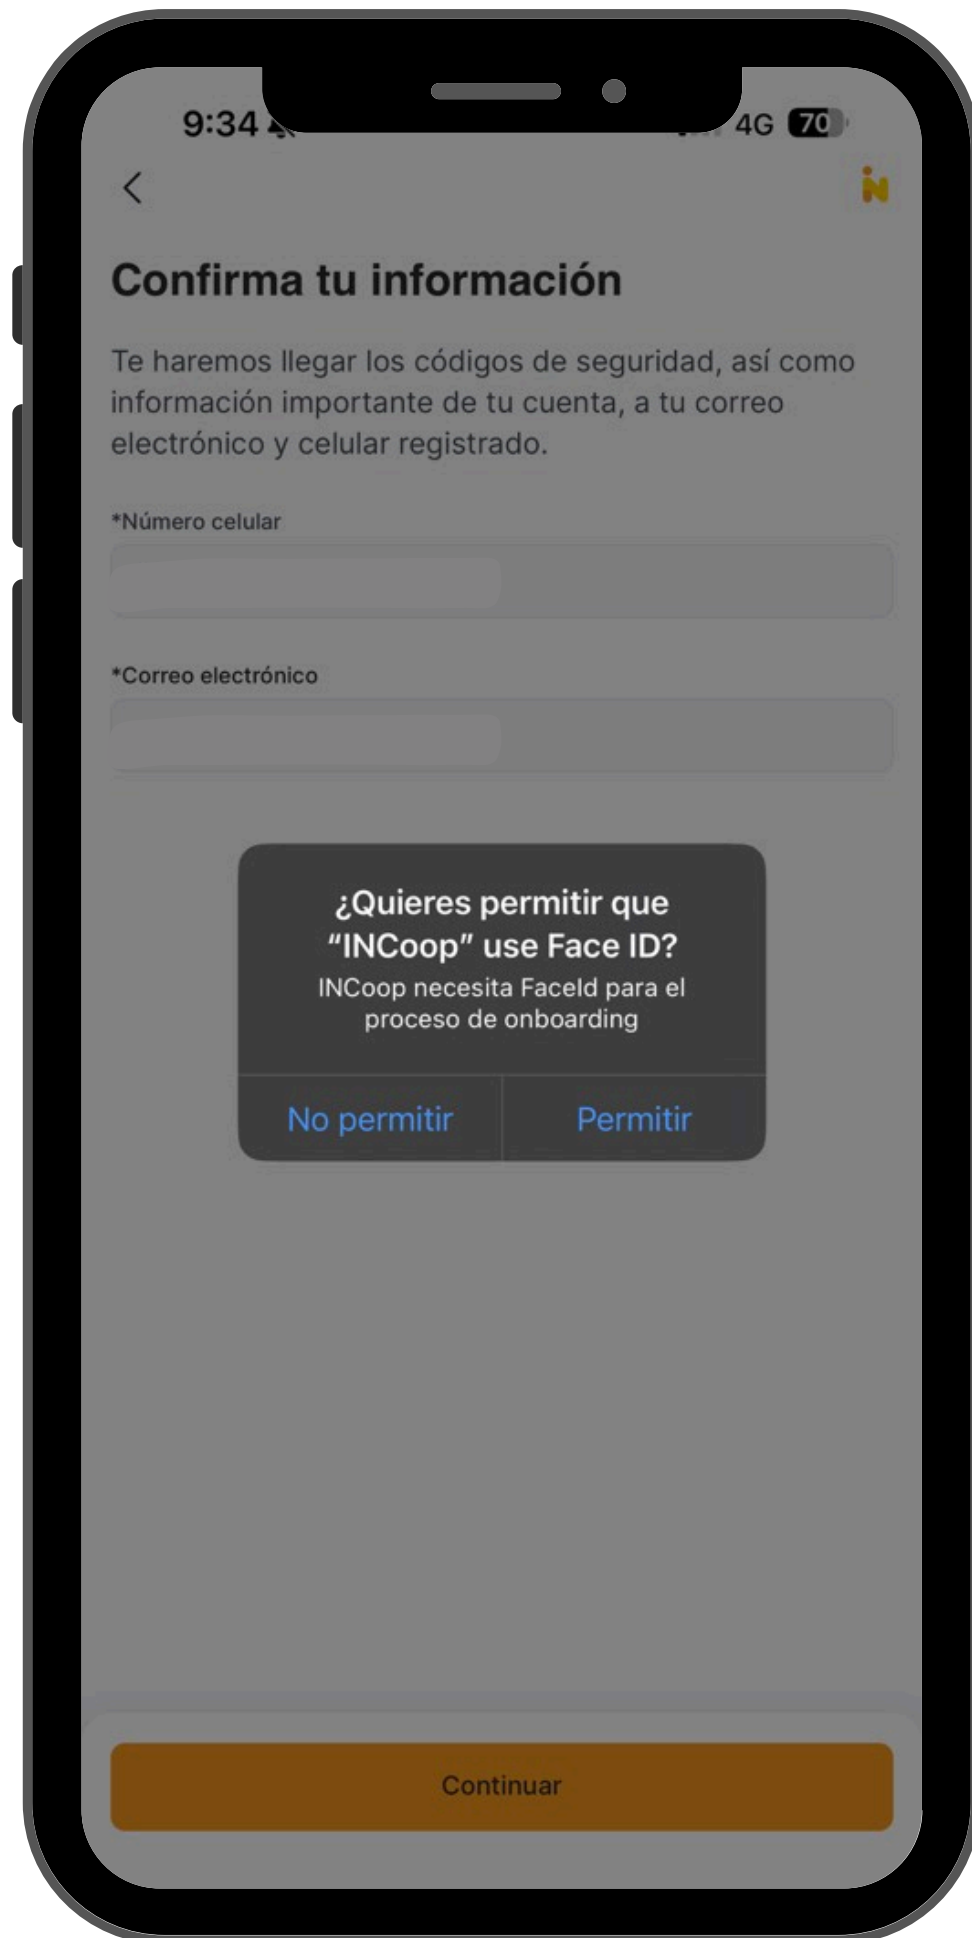 9:34
4G 70
Confirma tu información
Te haremos llegar los códigos de seguridad, así como
información importante de tu cuenta, a tu correo
electrónico y celular registrado.
*Número celular
*Correo electrónico
¿Quieres permitir que
“INCoop” use Face ID?
INCoop necesita FaceId para el
proceso de onboarding
No permitir
Permitir
Continuar